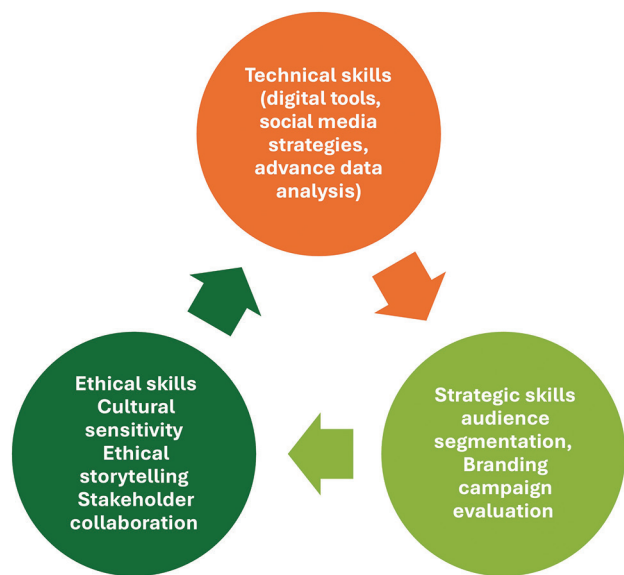 Technical skills
(digital tools,
social media
strategies,
advance data
analysis)
Ethical skills
Cultural
sensitivity
Ethical
storytelling
Stakeholder
collaboration
Strategic skills
audience
segmentation,
Branding
campaign
evaluation